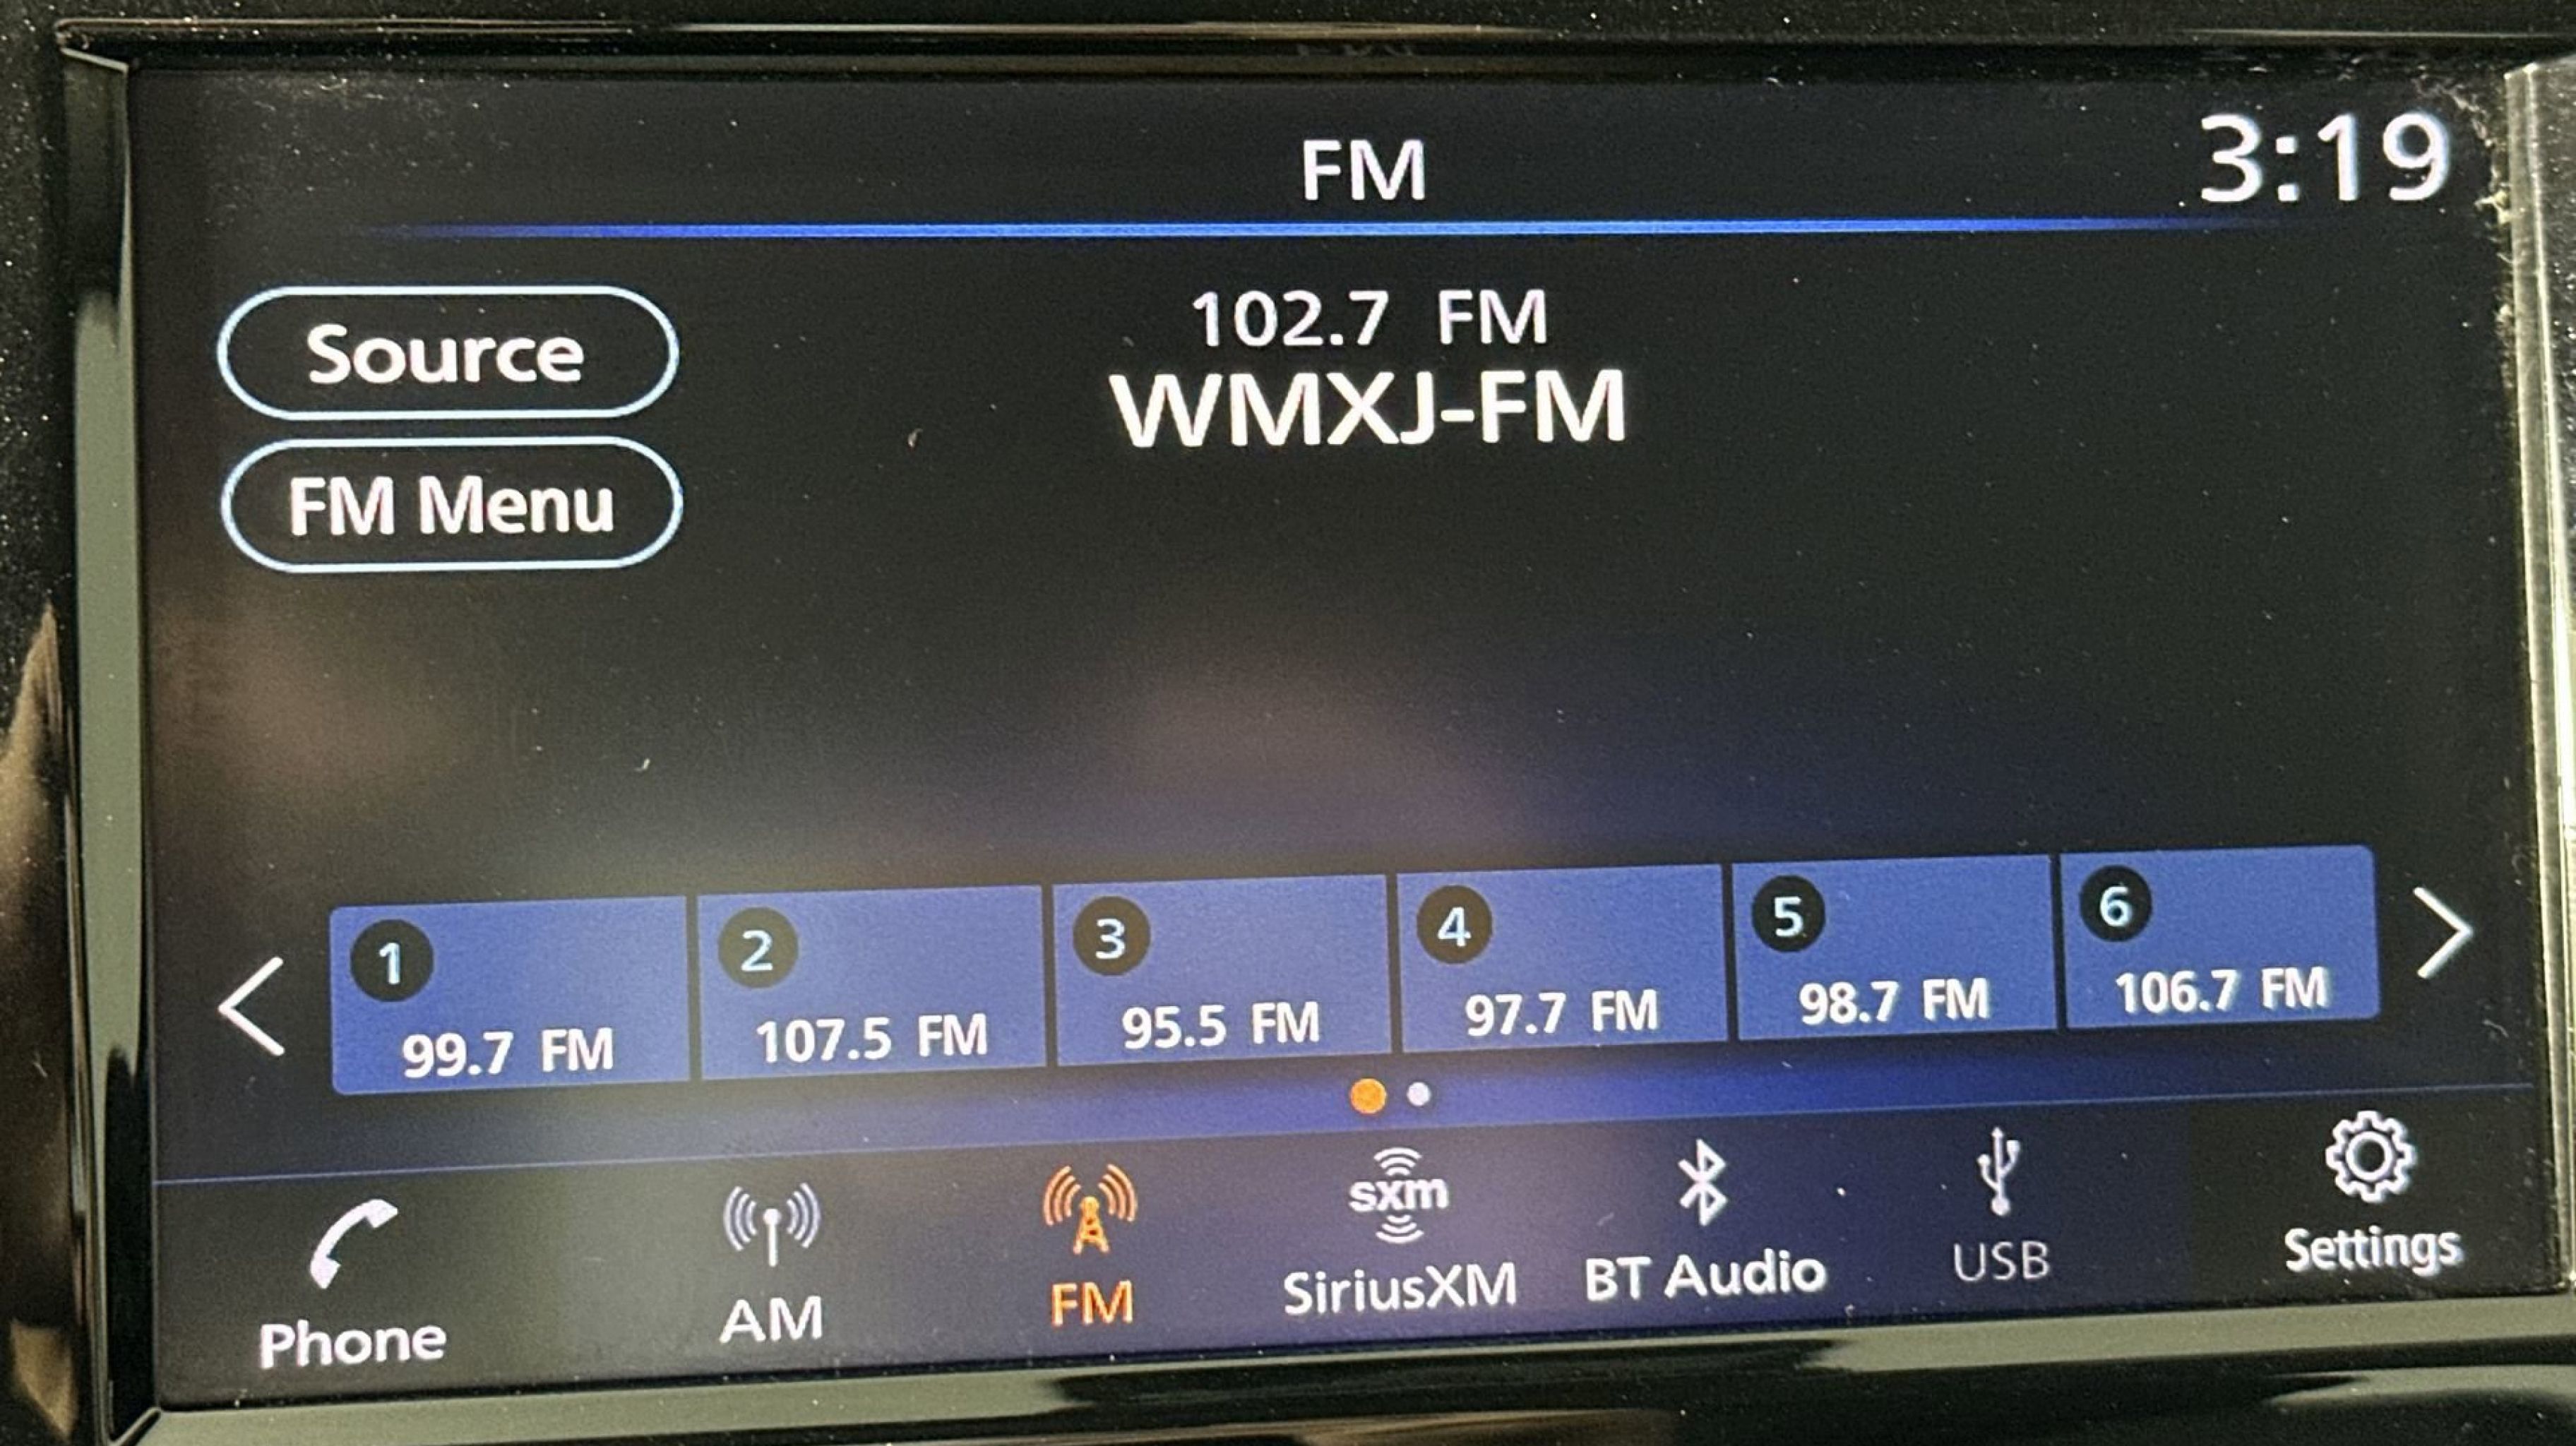 FM
3:19
Source
FM Menu
102.7 FM
WMXJ-FM
1
99.7 FM
2
107.5 FM
3
95.5 FM
4
97.7 FM
5
98.7 FM
6
106.7 FM
Phone
AM
FM
sxm
SiriusXM
BT Audio
USB
Settings